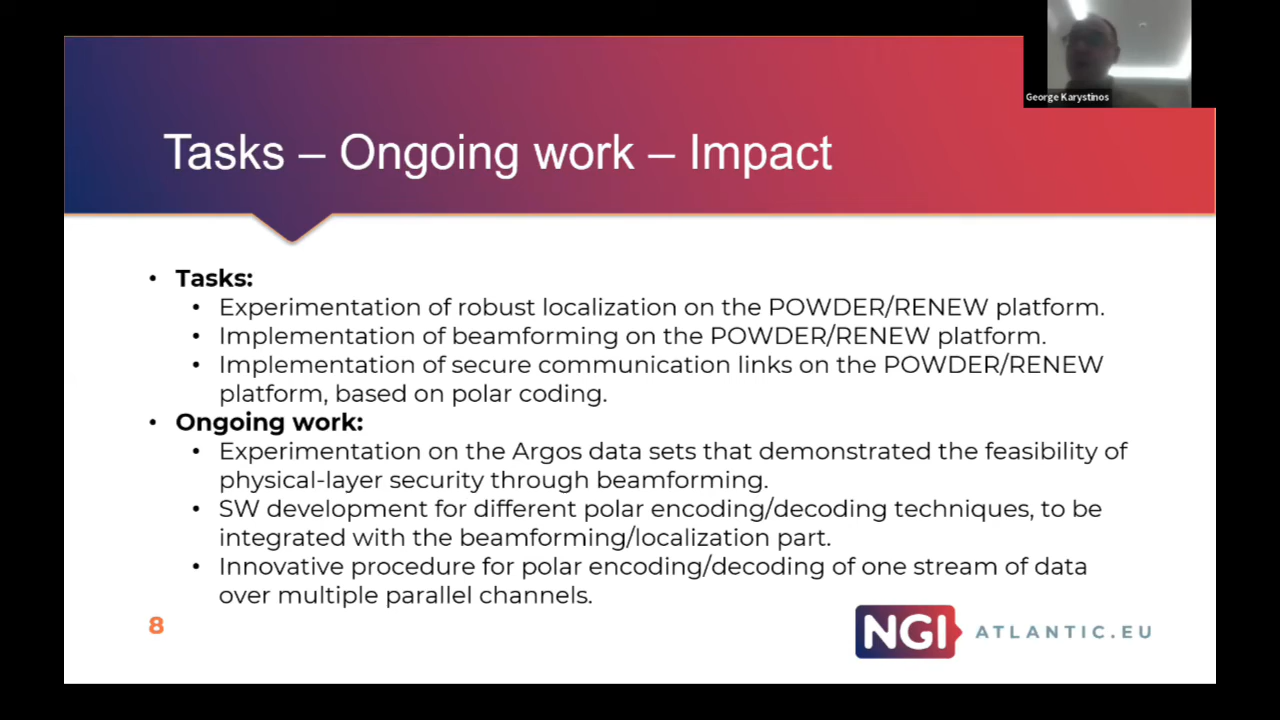 George Karystinos
Tasks – Ongoing work – Impact
• Tasks:
• Experimentation of robust localization on the POWDER/RENEW platform.
• Implementation of beamforming on the POWDER/RENEW platform.
• Implementation of secure communication links on the POWDER/RENEW
platform, based on polar coding.
• Ongoing work:
• Experimentation on the Argos data sets that demonstrated the feasibility of
physical-layer security through beamforming.
• SW development for different polar encoding/decoding techniques, to be
integrated with the beamforming/localization part.
• Innovative procedure for polar encoding/decoding of one stream of data
over multiple parallel channels.
8
NGI ATLANTIC.EU